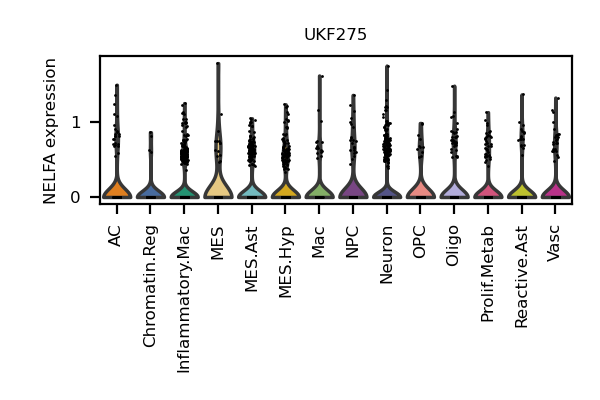 UKF275
NELFA expression
1
0
AC
Chromatin.Reg
Inflammatory.Mac
MES
MES.Ast
MES.Hyp
Mac
NPC
Neuron
OPC
Oligo
Prolif.Metab
Reactive.Ast
Vasc